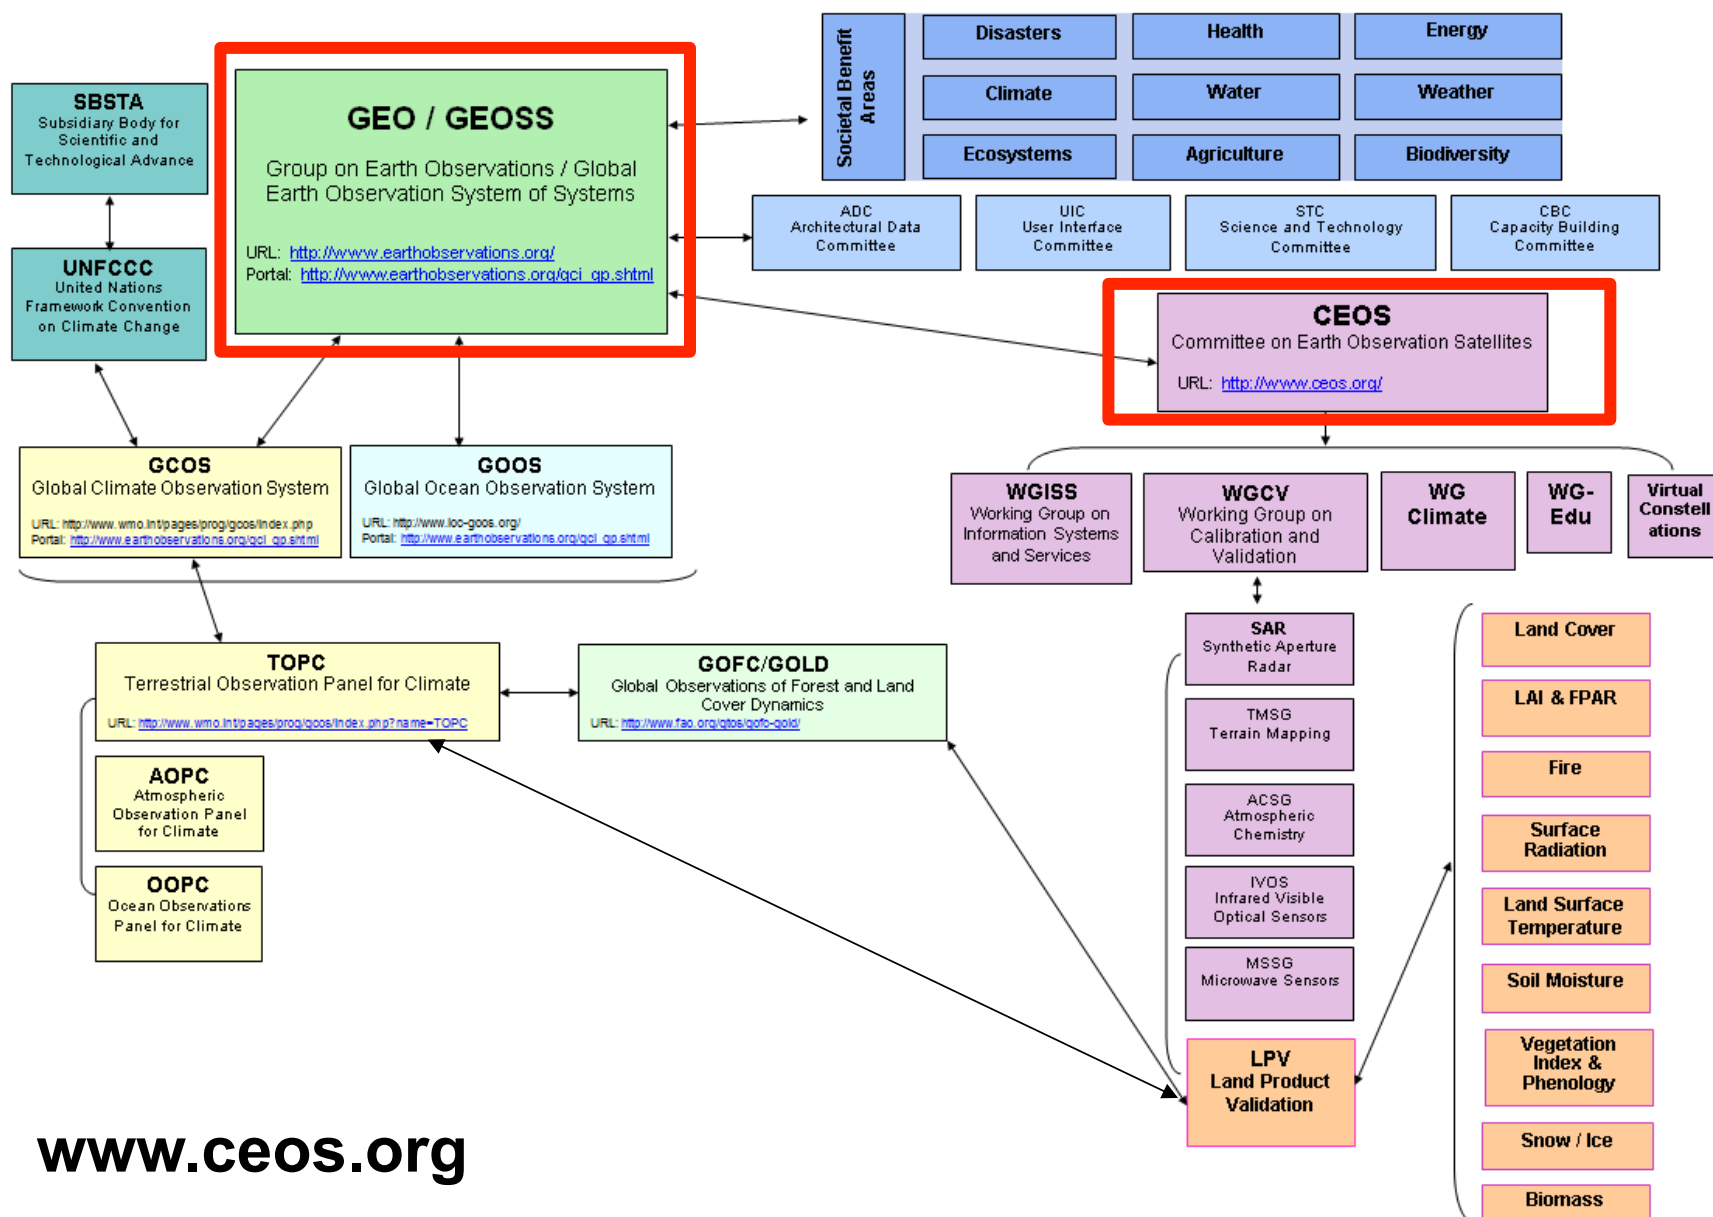 SBSTA
Subsidiary Body for
Scientific and
Technological Advance
UNFCCC
United Nations
Framework Convention
on Climate Change
GEO / GEOSS
Group on Earth Observations / Global
Earth Observation System of Systems
URL: http://www.earthobservations.org/
Portal: http://www.earthobservations.org/gci_gp.shtml
Societal Benefit
Areas
Disasters
Health
Energy
Climate
Water
Weather
Ecosystems
Agriculture
Biodiversity
ADC
Architectural Data
Committee
UIC
User Interface
Committee
STC
Science and Technology
Committee
CBC
Capacity Building
Committee
CEOS
Committee on Earth Observation Satellites
URL: http://www.ceos.org/
GCOS
Global Climate Observation System
URL: http://www.wmo.int/pages/prog/gcos/index.php
Portal: http://www.earthobservations.org/gci_gp.shtml
GOOS
Global Ocean Observation System
URL: http://www.ioc-goos.org/
Portal: http://www.earthobservations.org/gci_gp.shtml
WGISS
Working Group on
Information Systems
and Services
WGCV
Working Group on
Calibration and
Validation
WG
Climate
WG-
Edu
Virtual
Constell
ations
TOPC
Terrestrial Observation Panel for Climate
URL: http://www.wmo.int/pages/prog/gcos/index.php?name=TOPC
GOFC/GOLD
Global Observations of Forest and Land
Cover Dynamics
URL: http://www.fao.org/gtos/gofc-gold/
AOPC
Atmospheric
Observation Panel
for Climate
OOPC
Ocean Observations
Panel for Climate
SAR
Synthetic Aperture
Radar
TMSG
Terrain Mapping
ACSG
Atmospheric
Chemistry
IVOS
Infrared Visible
Optical Sensors
MSSG
Microwave Sensors
LPV
Land Product
Validation
Land Cover
LAI & FPAR
Fire
Surface
Radiation
Land Surface
Temperature
Soil Moisture
Vegetation
Index &
Phenology
Snow / Ice
Biomass
www.ceos.org